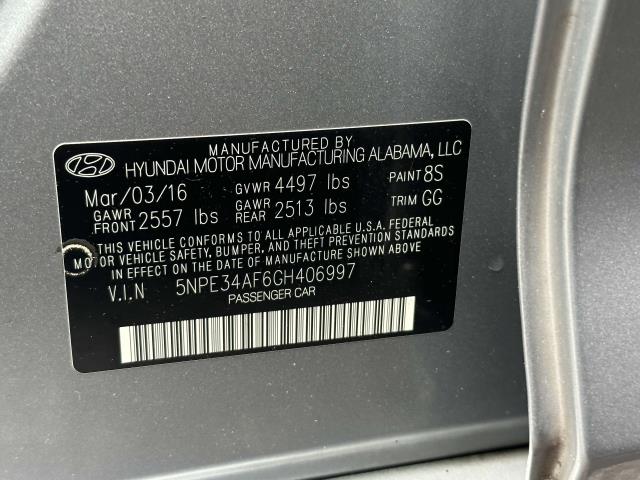 MANUFACTURED BY
HYUNDAI MOTOR MANUFACTURING ALABAMA, LLC
Mar/03/16 GVWR 4497 lbs PAINT 8S
GAWR FRONT 2557 lbs GAWR REAR 2513 lbs TRIM GG
THIS VEHICLE CONFORMS TO ALL APPLICABLE U.S.A. FEDERAL
MOTOR VEHICLE SAFETY, BUMPER, AND THEFT PREVENTION STANDARDS
IN EFFECT ON THE DATE OF MANUFACTURE SHOWN ABOVE
V.I.N 5NPE34AF6GH406997
PASSENGER CAR